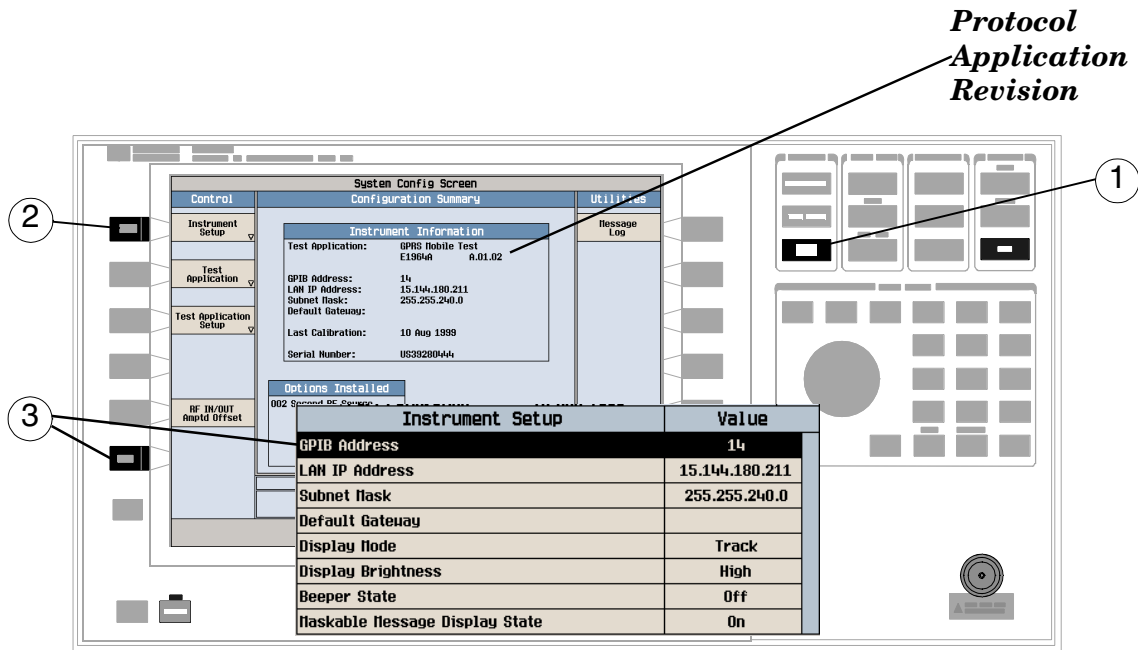 Protocol
Application
Revision
1
2
3
System Config Screen
Control
Configuration Summary
Utilities
Instrument
Setup
Message
Log
Instrument Information
Test Application: GPRS Mobile Test
E1964A A.01.02
Test
Application
GPIB Address: 14
LAN IP Address: 15.144.180.211
Subnet Mask: 255.255.240.0
Default Gateway:
Test Application
Setup
Last Calibration: 10 Aug 1999
Serial Number: US39280444
Options Installed
002 Second RF Source
RF IN/OUT
Amptd Offset
Instrument Setup Value
GPIB Address 14
LAN IP Address 15.144.180.211
Subnet Mask 255.255.240.0
Default Gateway
Display Mode Track
Display Brightness High
Beeper State Off
Maskable Message Display State On